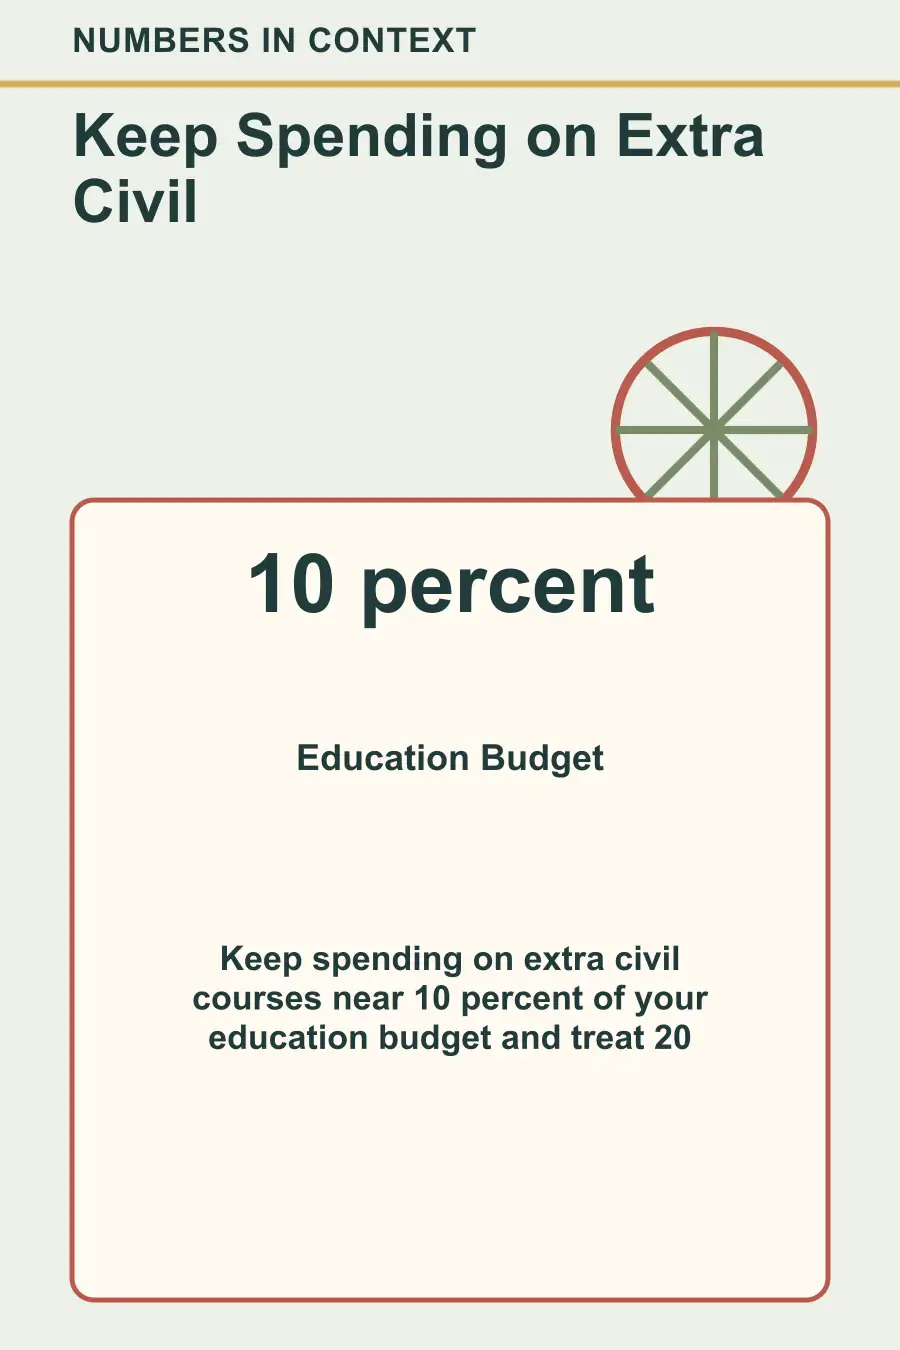 NUMBERS IN CONTEXT
Keep Spending on Extra
Civil
10 percent
Education Budget
Keep spending on extra civil
courses near 10 percent of your
education budget and treat 20